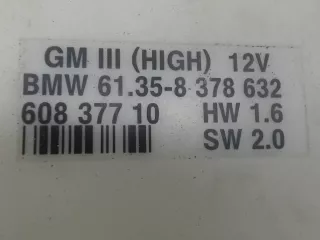 GM III (HIGH) 12V
BMW 61.35-8 378 632
608 377 10 HW 1.6
SW 2.0